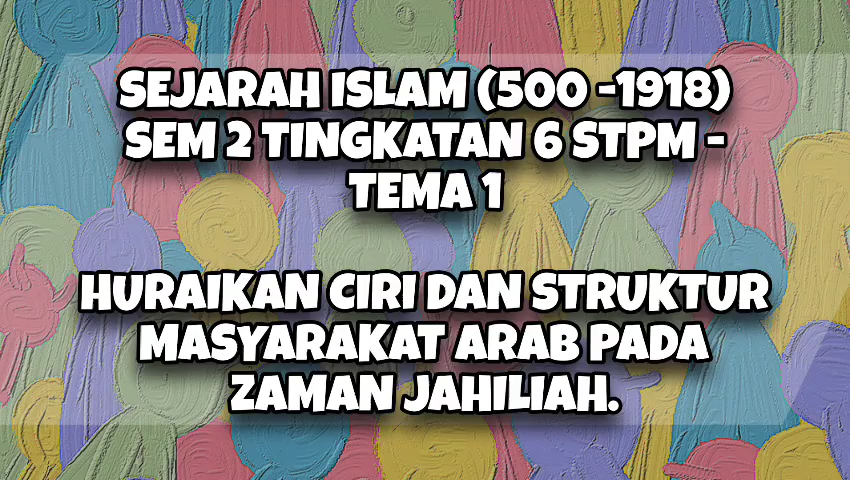 SEJARAH ISLAM (500 -1918)
SEM 2 TINGKATAN 6 STPM -
TEMA 1
HURAIKAN CIRI DAN STRUKTUR
MASYARAKAT ARAB PADA
ZAMAN JAHILIAH.